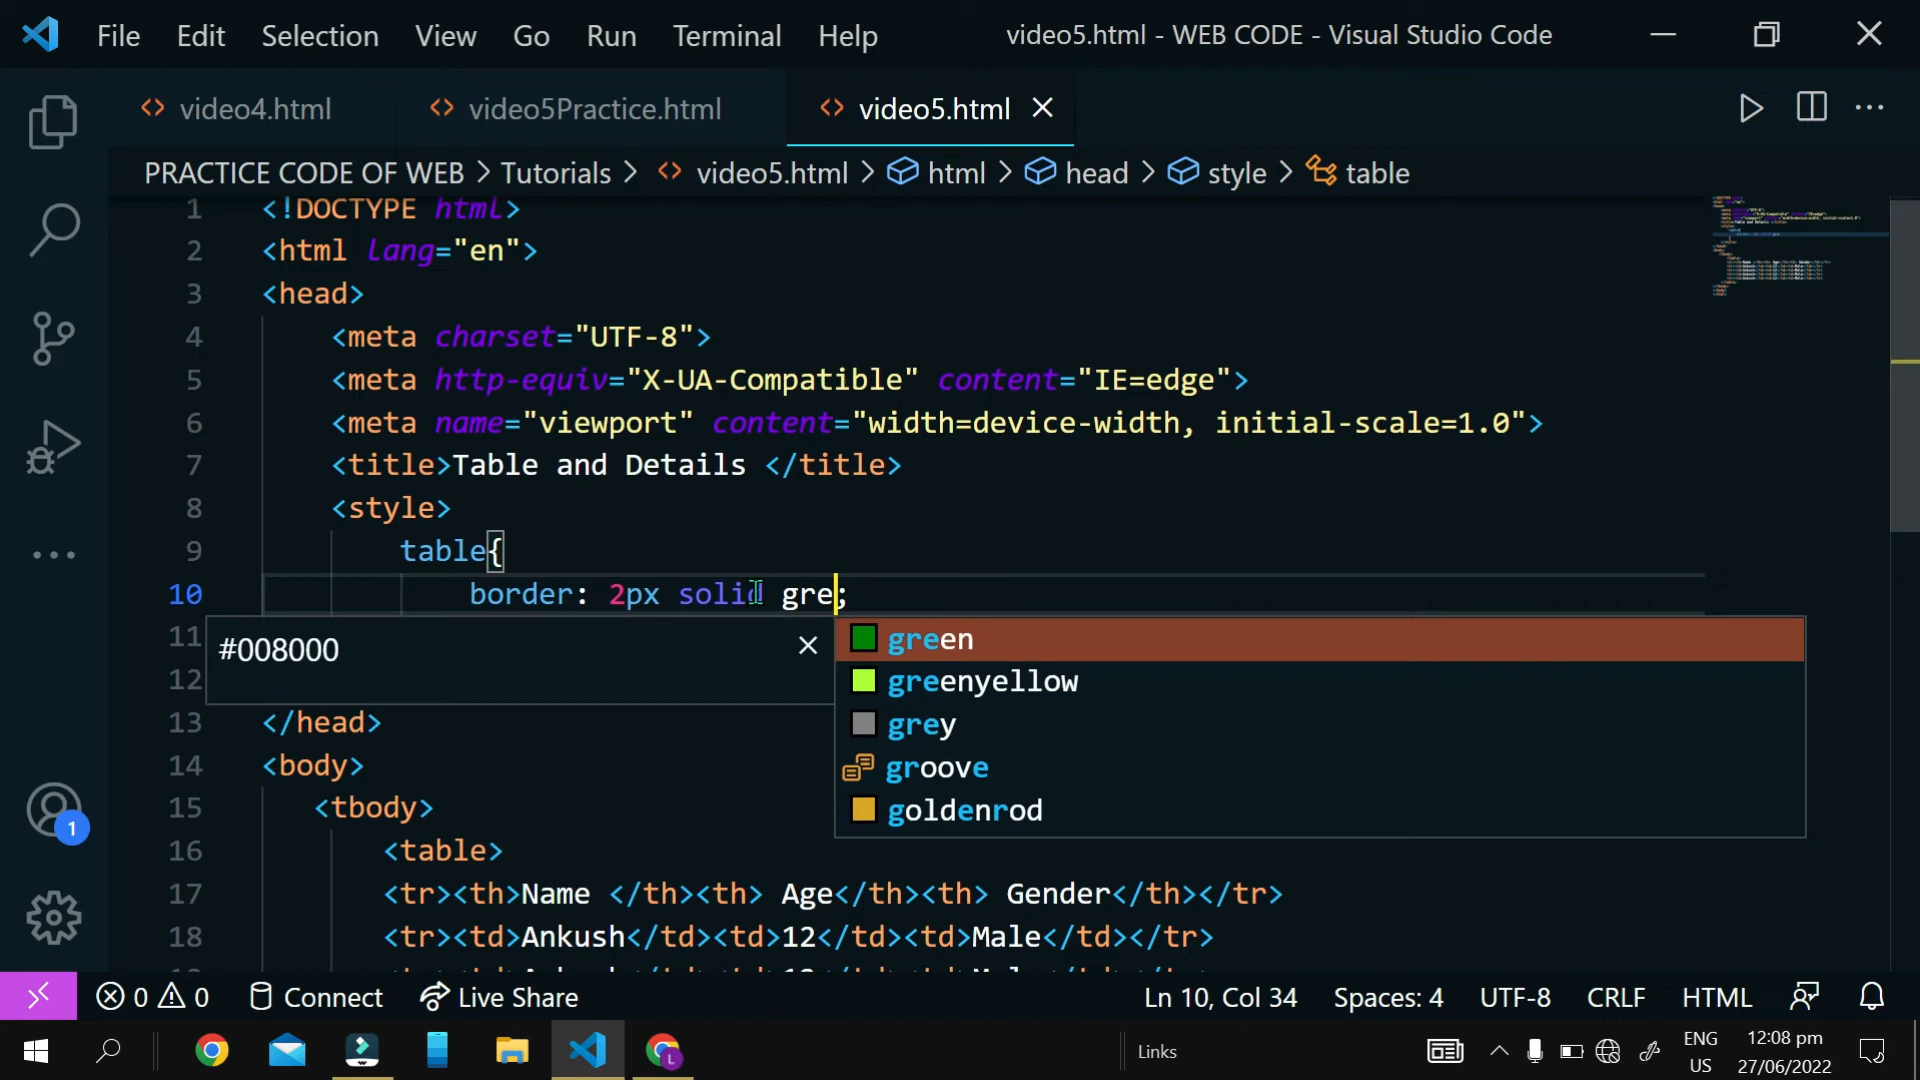 File Edit Selection View Go Run Terminal Help video5.html - WEB CODE - Visual Studio Code
video4.html video5Practice.html video5.html
PRACTICE CODE OF WEB > Tutorials > video5.html > html > head > style > table
1 <!DOCTYPE html>
2 <html lang="en">
3 <head>
4 <meta charset="UTF-8">
5 <meta http-equiv="X-UA-Compatible" content="IE=edge">
6 <meta name="viewport" content="width=device-width, initial-scale=1.0">
7 <title>Table and Details </title>
8 <style>
9 table{
10 border: 2px solid gre;
11
#008000
green
greenyellow
grey
groove
goldenrod
12
13 </head>
14 <body>
15 <tbody>
16 <table>
17 <tr><th>Name </th><th> Age</th><th> Gender</th></tr>
18 <tr><td>Ankush</td><td>12</td><td>Male</td></tr>
0 0 Connect Live Share Ln 10, Col 34 Spaces: 4 UTF-8 CRLF HTML
1
Links ENG US 12:08 pm 27/06/2022